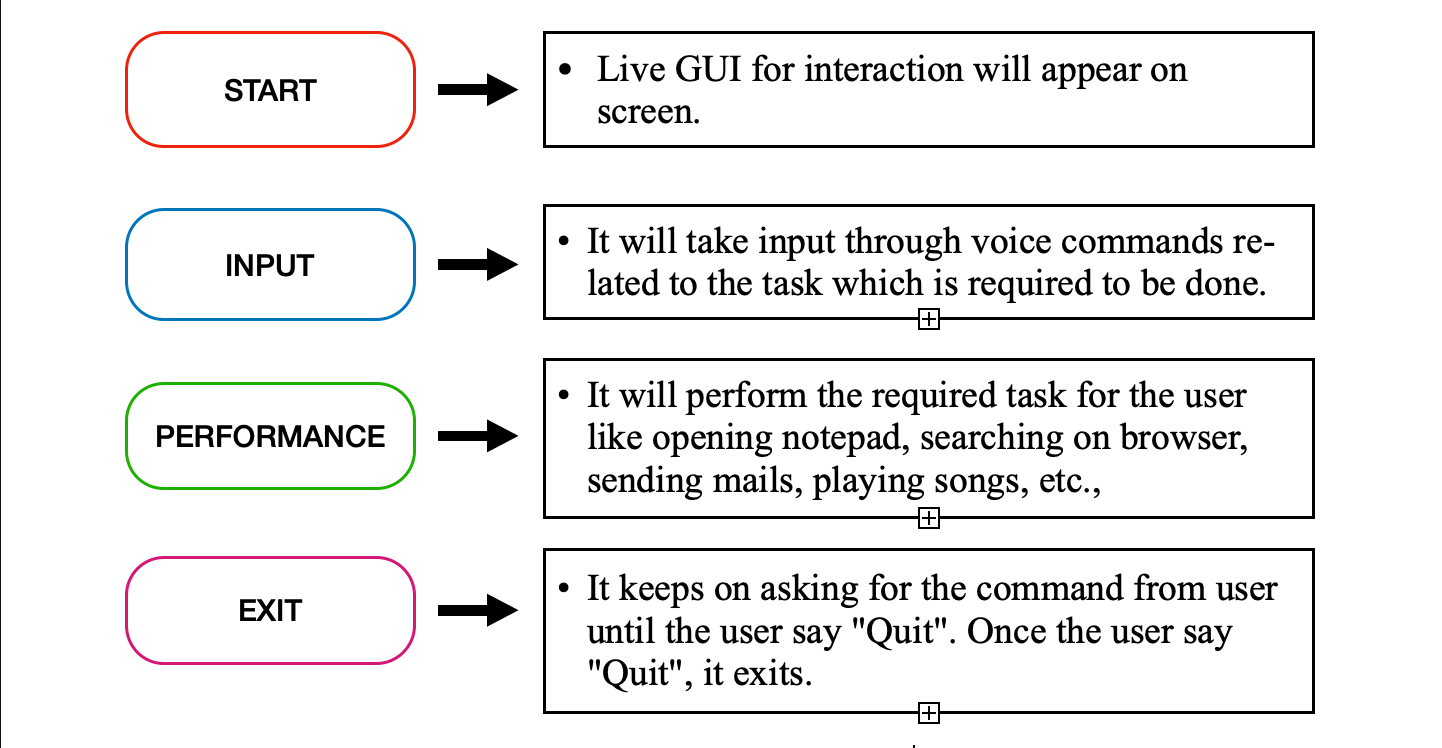 START
• Live GUI for interaction will appear on
screen.
INPUT
• It will take input through voice commands re-
lated to the task which is required to be done.
PERFORMANCE
• It will perform the required task for the user
like opening notepad, searching on browser,
sending mails, playing songs, etc.,
EXIT
• It keeps on asking for the command from user
until the user say "Quit". Once the user say
"Quit", it exits.